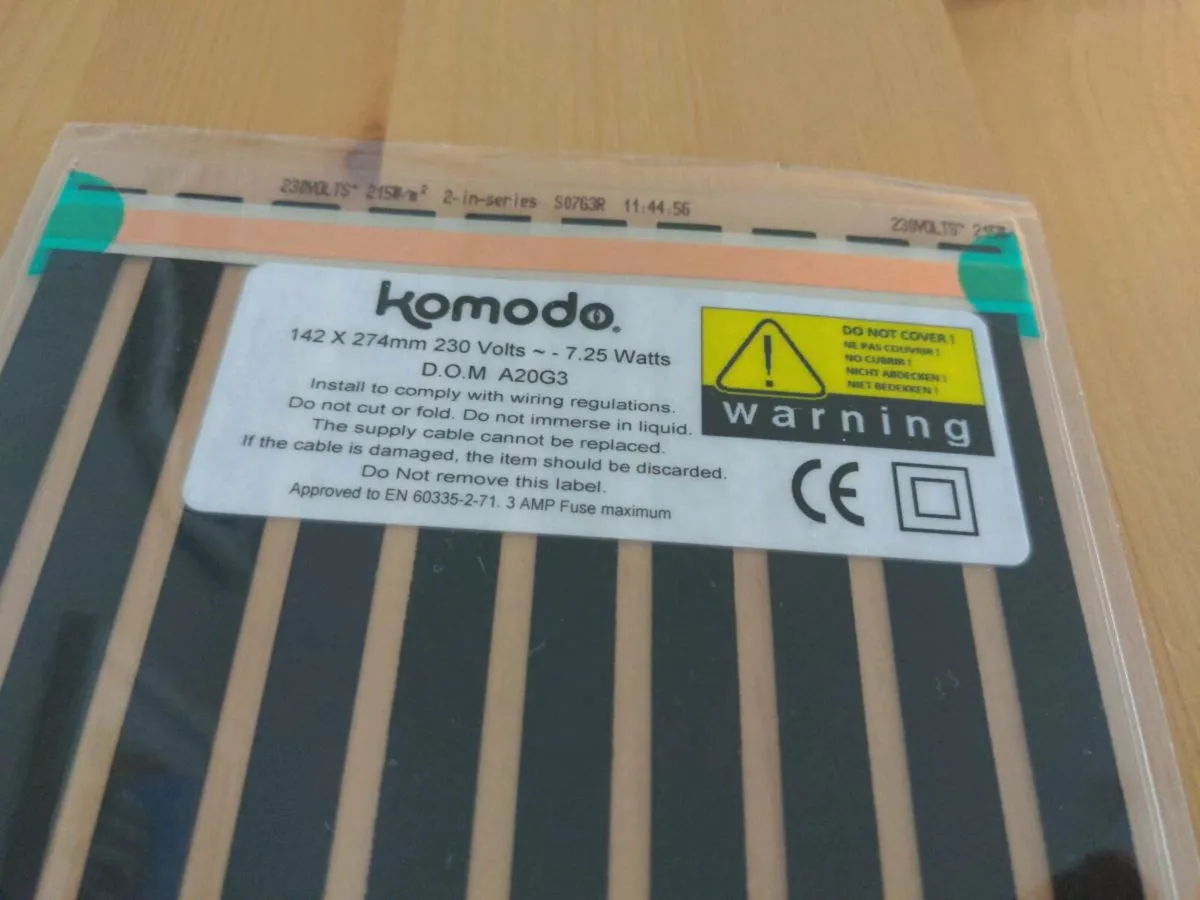 230VOLTS~ 215W/m² 2-in-series S07G3R 11:44:56
230VOLTS~ 215W
komodo®
142 X 274mm 230 Volts ~ - 7.25 Watts
D.O.M A20G3
Install to comply with wiring regulations.
Do not cut or fold. Do not immerse in liquid.
The supply cable cannot be replaced.
If the cable is damaged, the item should be discarded.
Do Not remove this label.
Approved to EN 60335-2-71. 3 AMP Fuse maximum
DO NOT COVER !
NE PAS COUVRIR !
NO CUBRIR !
NICHT ABDECKEN !
NIET BEDEKKEN !
warning
CE